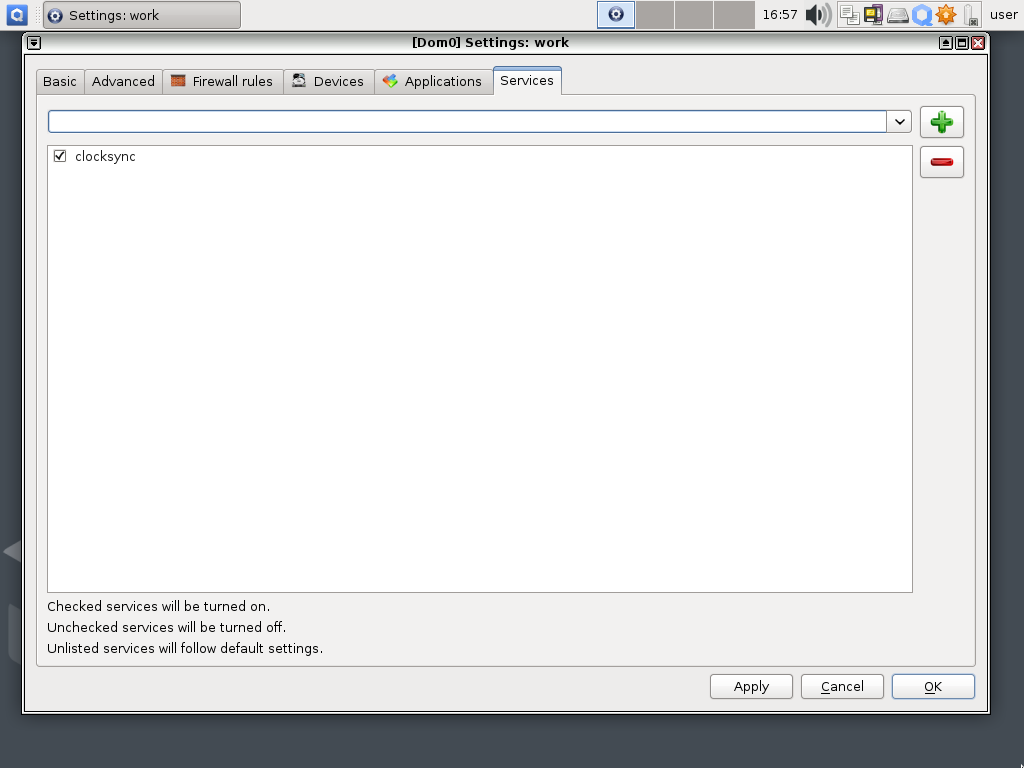 Settings: work
16:57
user
[Dom0] Settings: work
Basic
Advanced
Firewall rules
Devices
Applications
Services
clocksync
Checked services will be turned on.
Unchecked services will be turned off.
Unlisted services will follow default settings.
Apply
Cancel
OK